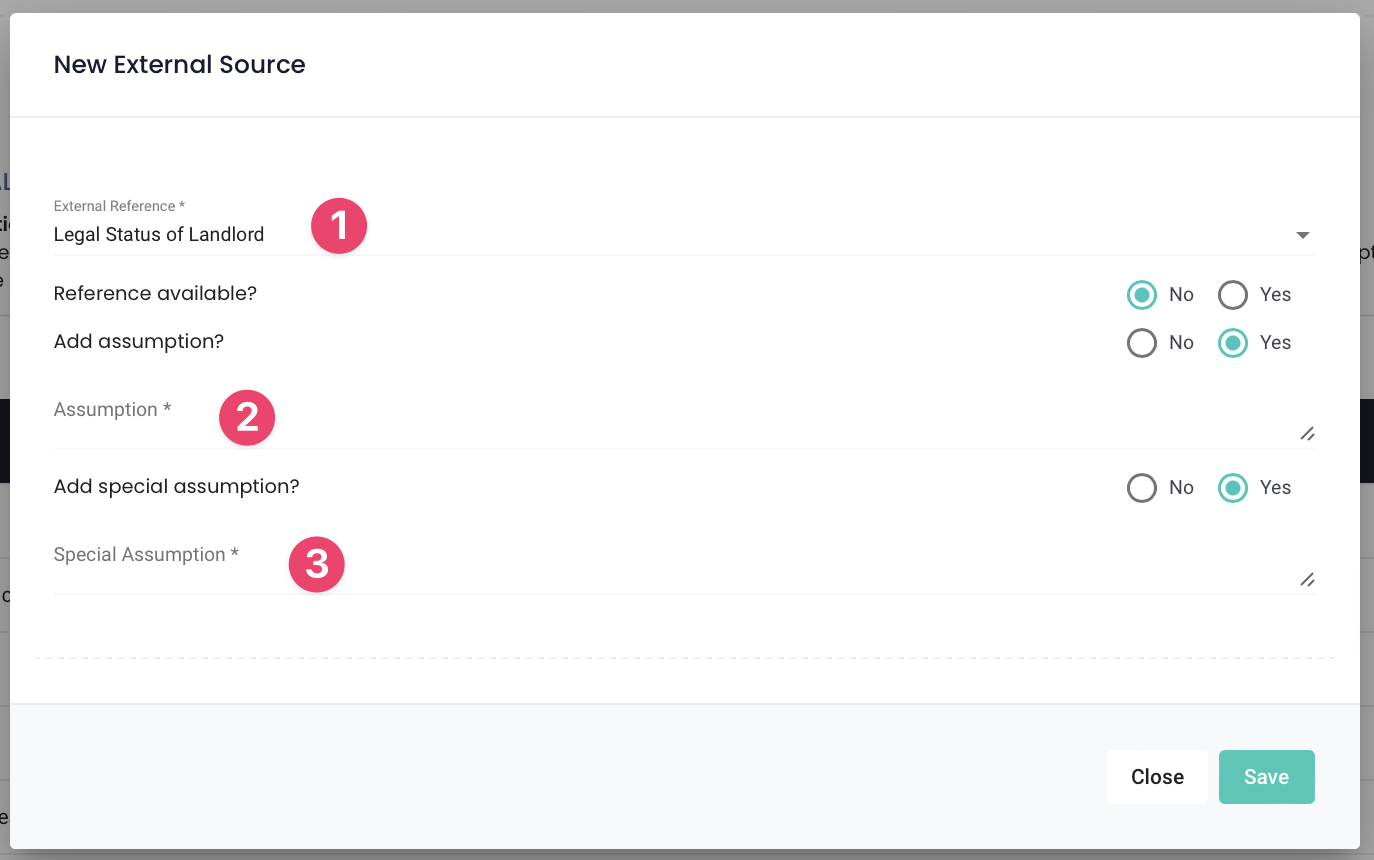 New External Source
External Reference *
Legal Status of Landlord
1
Reference available?
No
Yes
Add assumption?
No
Yes
Assumption *
2
Add special assumption?
No
Yes
Special Assumption *
3
Close
Save